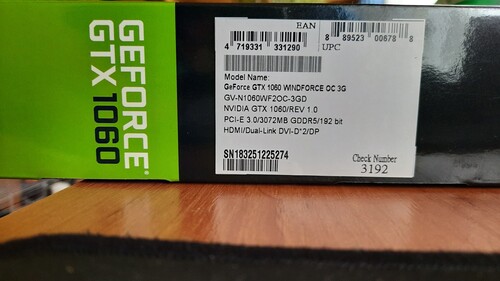 GEFORCE
GTX 1060
EAN
4 719331 331290
8 89523 00678 8
UPC
Model Name:
GeForce GTX 1060 WINDFORCE OC 3G
GV-N1060WF2OC-3GD
NVIDIA GTX 1060/REV 1.0
PCI-E 3.0/3072MB GDDR5/192 bit
HDMI/Dual-Link DVI-D*2/DP
SN183251225274
Check Number
3192